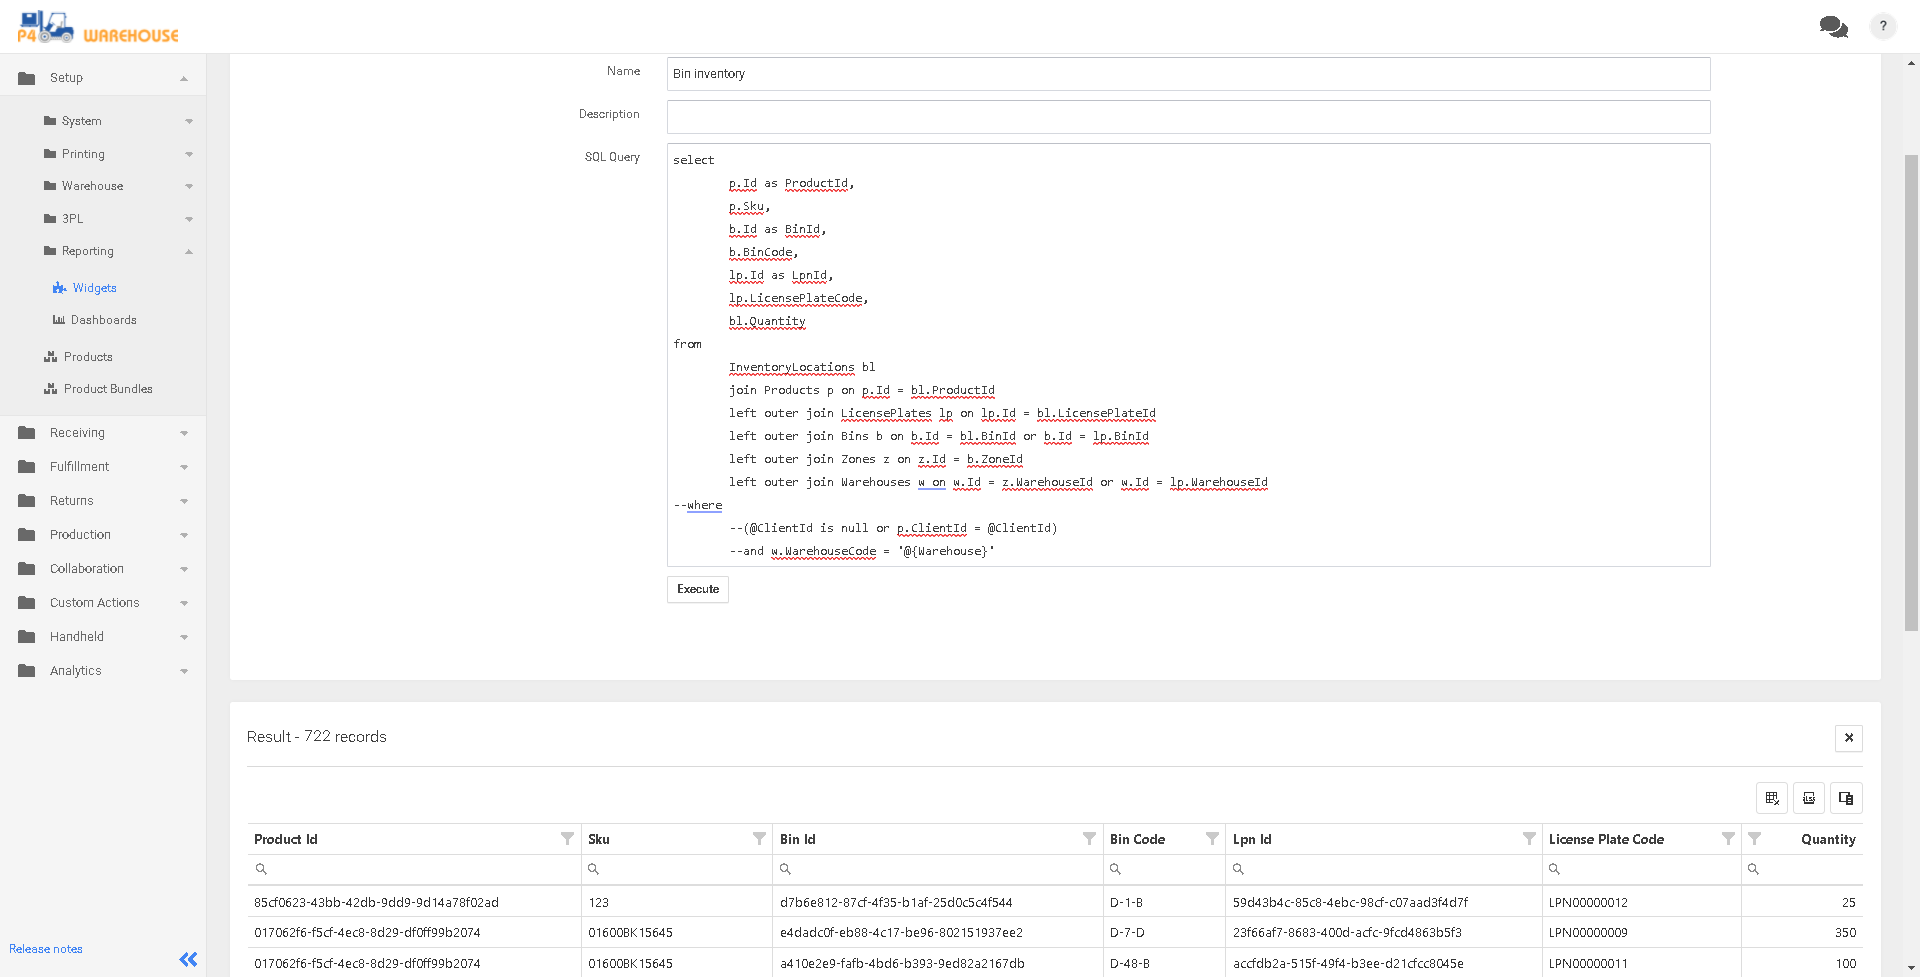 P4 WAREHOUSE
?
Setup
System
Printing
Warehouse
3PL
Reporting
Widgets
Dashboards
Products
Product Bundles
Receiving
Fulfillment
Returns
Production
Collaboration
Custom Actions
Handheld
Analytics
Release notes
Name
Bin inventory
Description
SQL Query
select
p.Id as ProductId,
p.Sku,
b.Id as BinId,
b.BinCode,
lp.Id as LpnId,
lp.LicensePlateCode,
bl.Quantity
from
InventoryLocations bl
join Products p on p.Id = bl.ProductId
left outer join LicensePlates lp on lp.Id = bl.LicensePlateId
left outer join Bins b on b.Id = bl.BinId or b.Id = lp.BinId
left outer join Zones z on z.Id = b.ZoneId
left outer join Warehouses w on w.Id = z.WarehouseId or w.Id = lp.WarehouseId
--where
--(@ClientId is null or p.ClientId = @ClientId)
--and w.WarehouseCode = '@{Warehouse}'
Execute
Result - 722 records
Product Id Sku Bin Id Bin Code Lpn Id License Plate Code Quantity
85cf0623-43bb-42db-9dd9-9d14a78f02ad 123 d7b6e812-87cf-4f35-b1af-25d0c5c4f544 D-1-B 59d43b4c-85c8-4ebc-98cf-c07aad3f4d7f LPN00000012 25
017062f6-f5cf-4ec8-8d29-df0ff99b2074 01600BK15645 e4dadc0f-eb88-4c17-be96-802151937ee2 D-7-D 23f66af7-8683-400d-acfc-9fcd4863b5f3 LPN00000009 350
017062f6-f5cf-4ec8-8d29-df0ff99b2074 01600BK15645 a410e2e9-fafb-4bd6-b393-9ed82a2167db D-48-B accfdb2a-515f-49f4-b3ee-d21cfcc8045e LPN00000011 100